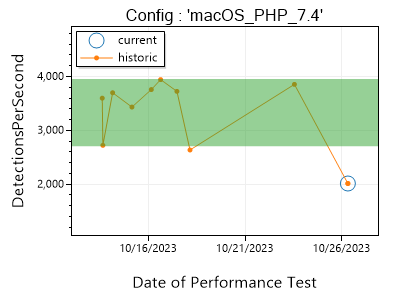 Config : 'macOS_PHP_7.4'
current
historic
DetectionsPerSecond
4,000
3,000
2,000
10/16/2023
10/21/2023
10/26/2023
Date of Performance Test